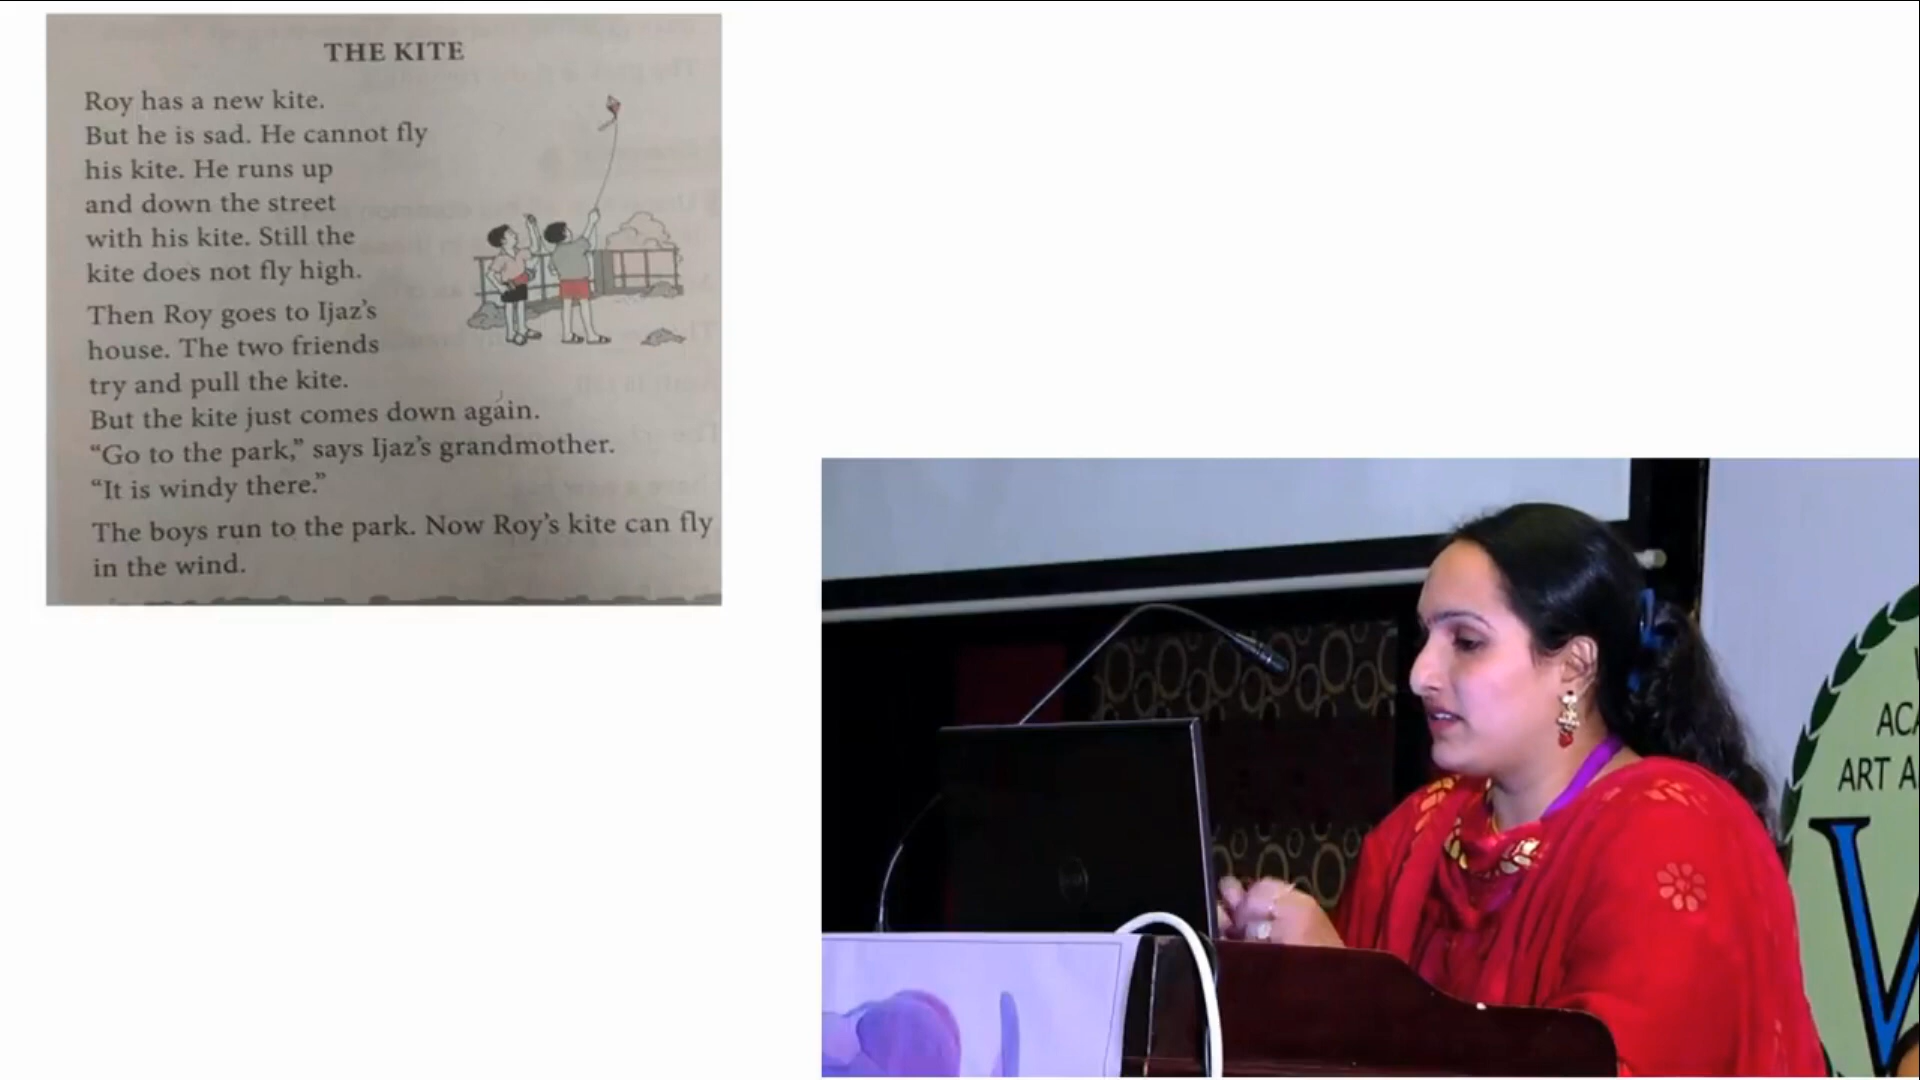 THE KITE
Roy has a new kite.
But he is sad. He cannot fly
his kite. He runs up
and down the street
with his kite. Still the
kite does not fly high.
Then Roy goes to Ijaz's
house. The two friends
try and pull the kite.
But the kite just comes down again.
“Go to the park,” says Ijaz's grandmother.
“It is windy there.”
The boys run to the park. Now Roy's kite can fly
in the wind.
ART A